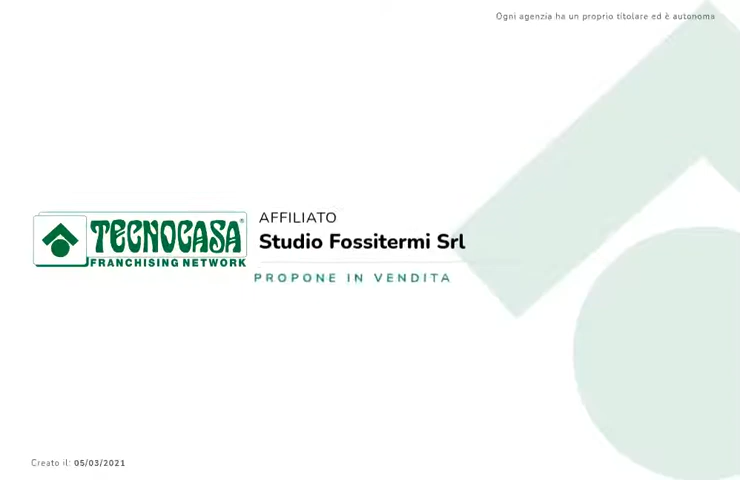 Ogni agenzia ha un proprio titolare ed è autonoma
AFFILIATO
TECNOCASA®
Studio Fossitermi Srl
FRANCHISING NETWORK
PROPONE IN VENDITA
Creato il: 05/03/2021